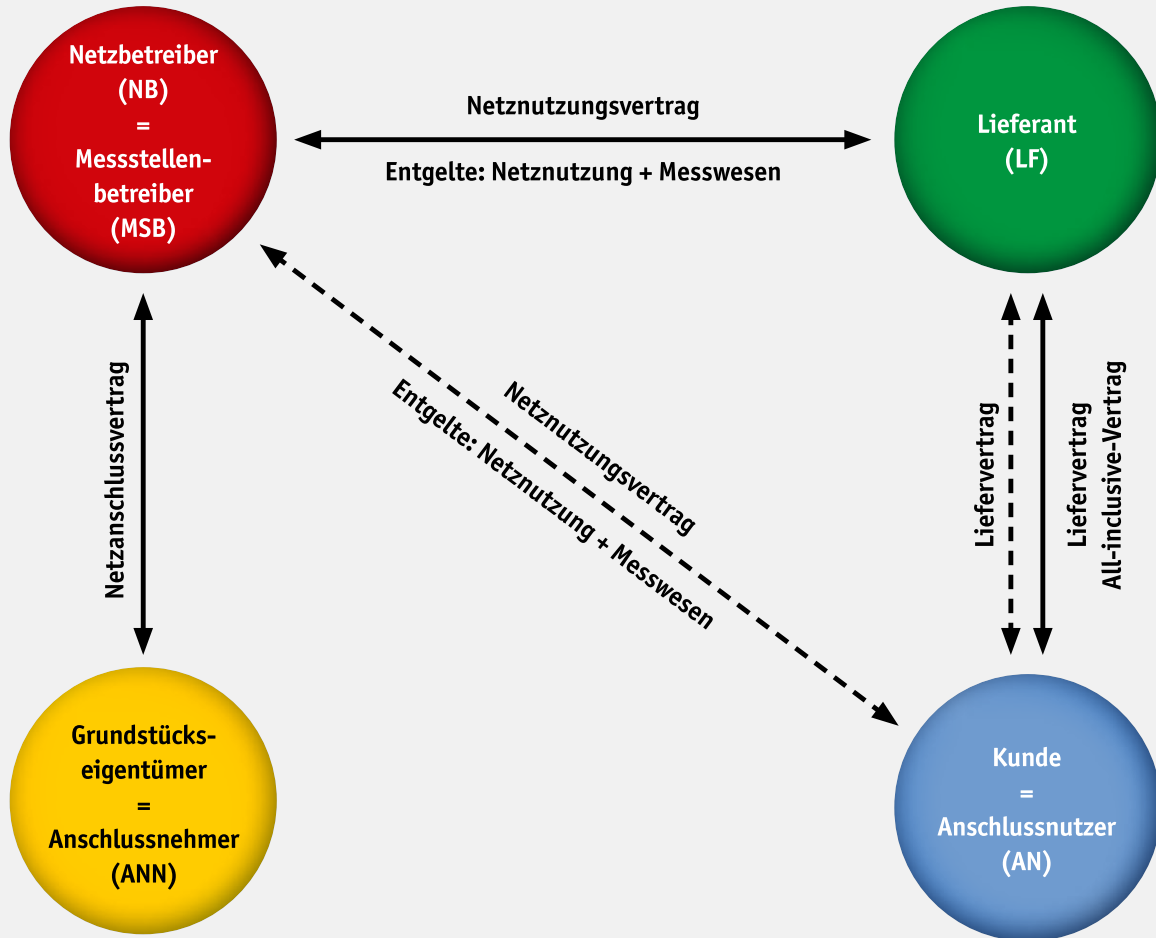 Netzbetreiber
(NB)
=
Messstellen-
betreiber
(MSB)
Netznutzungsvertrag
Entgelte: Netznutzung + Messwesen
Lieferant
(LF)
Netzanschlussvertrag
Netznutzungsvertrag
Entgelte: Netznutzung + Messwesen
Liefervertrag
Liefervertrag
All-inclusive-Vertrag
Grundstücks-
eigentümer
=
Anschlussnehmer
(ANN)
Kunde
=
Anschlussnutzer
(AN)